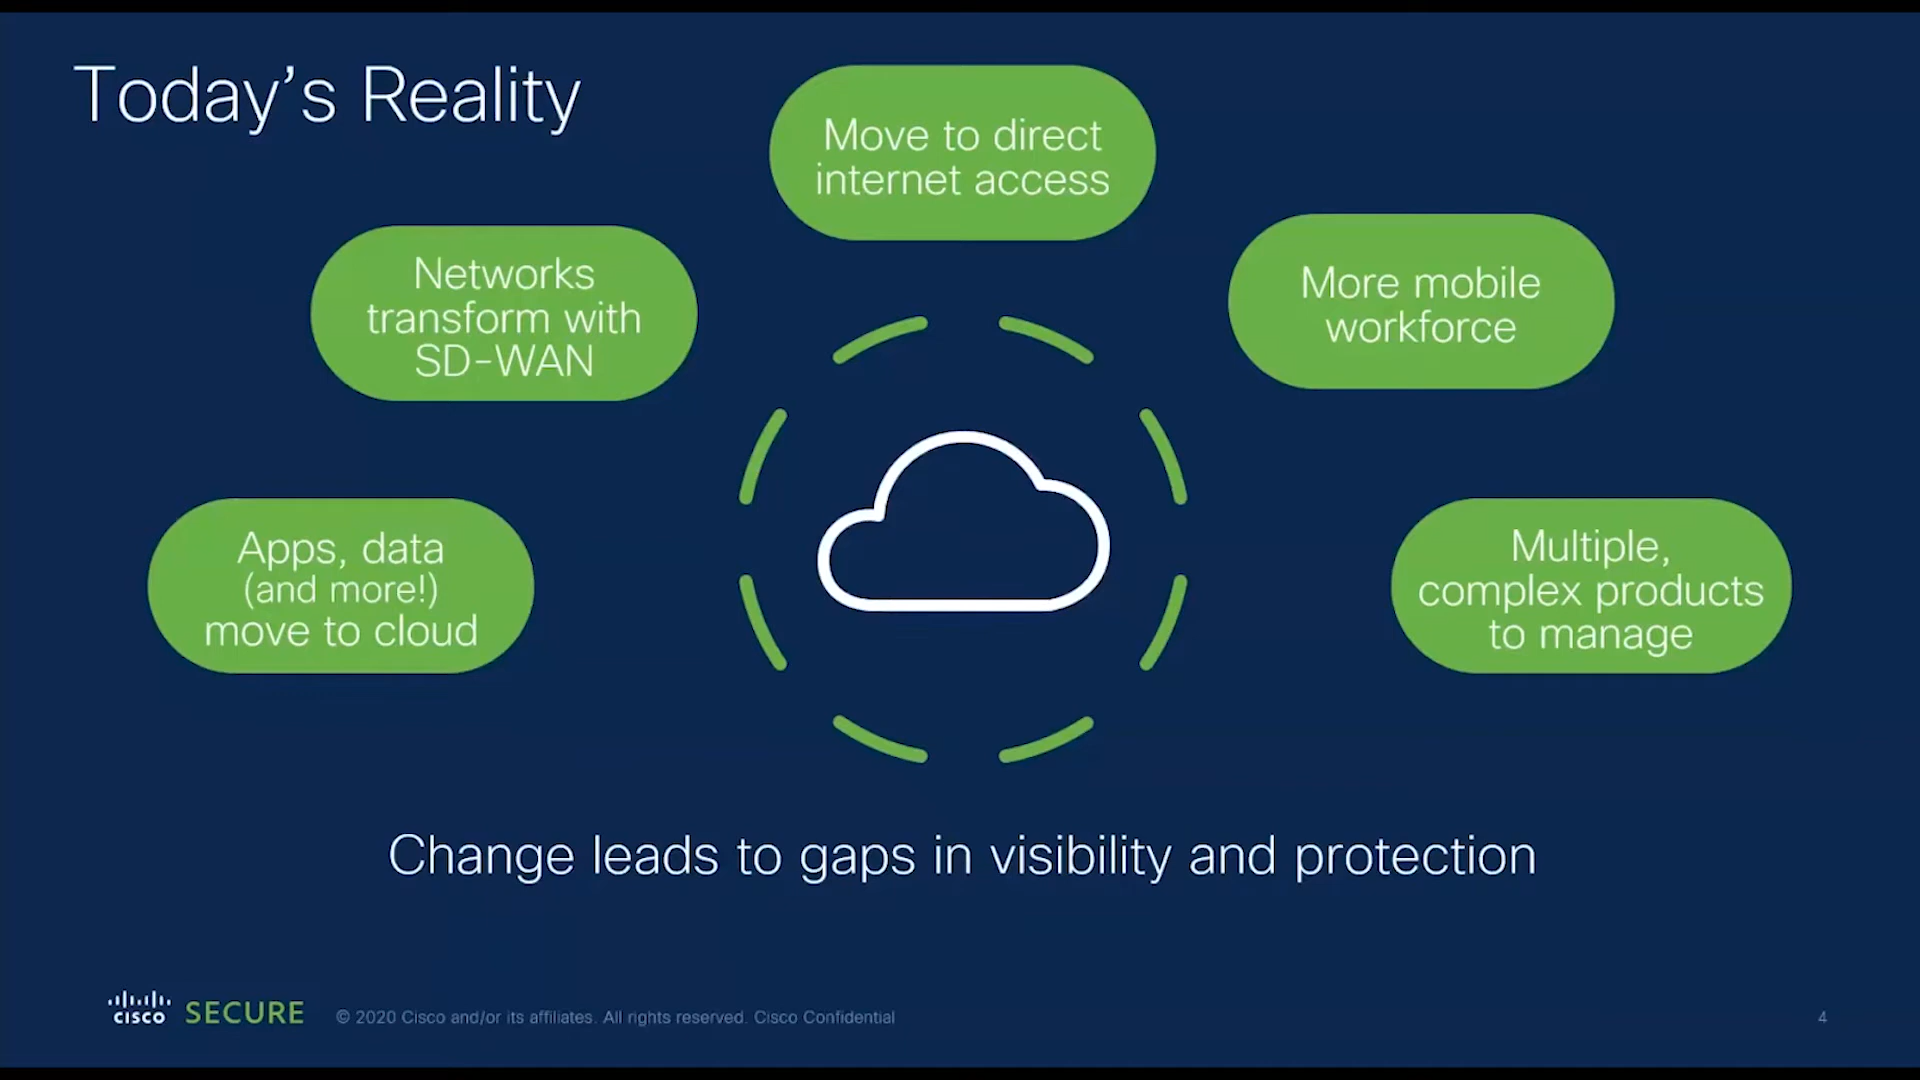 Today's Reality
Move to direct
internet access
Networks
transform with
SD-WAN
More mobile
workforce
Apps, data
(and more!)
move to cloud
Multiple,
complex products
to manage
Change leads to gaps in visibility and protection
CISCO SECURE © 2020 Cisco and/or its affiliates. All rights reserved. Cisco Confidential 4